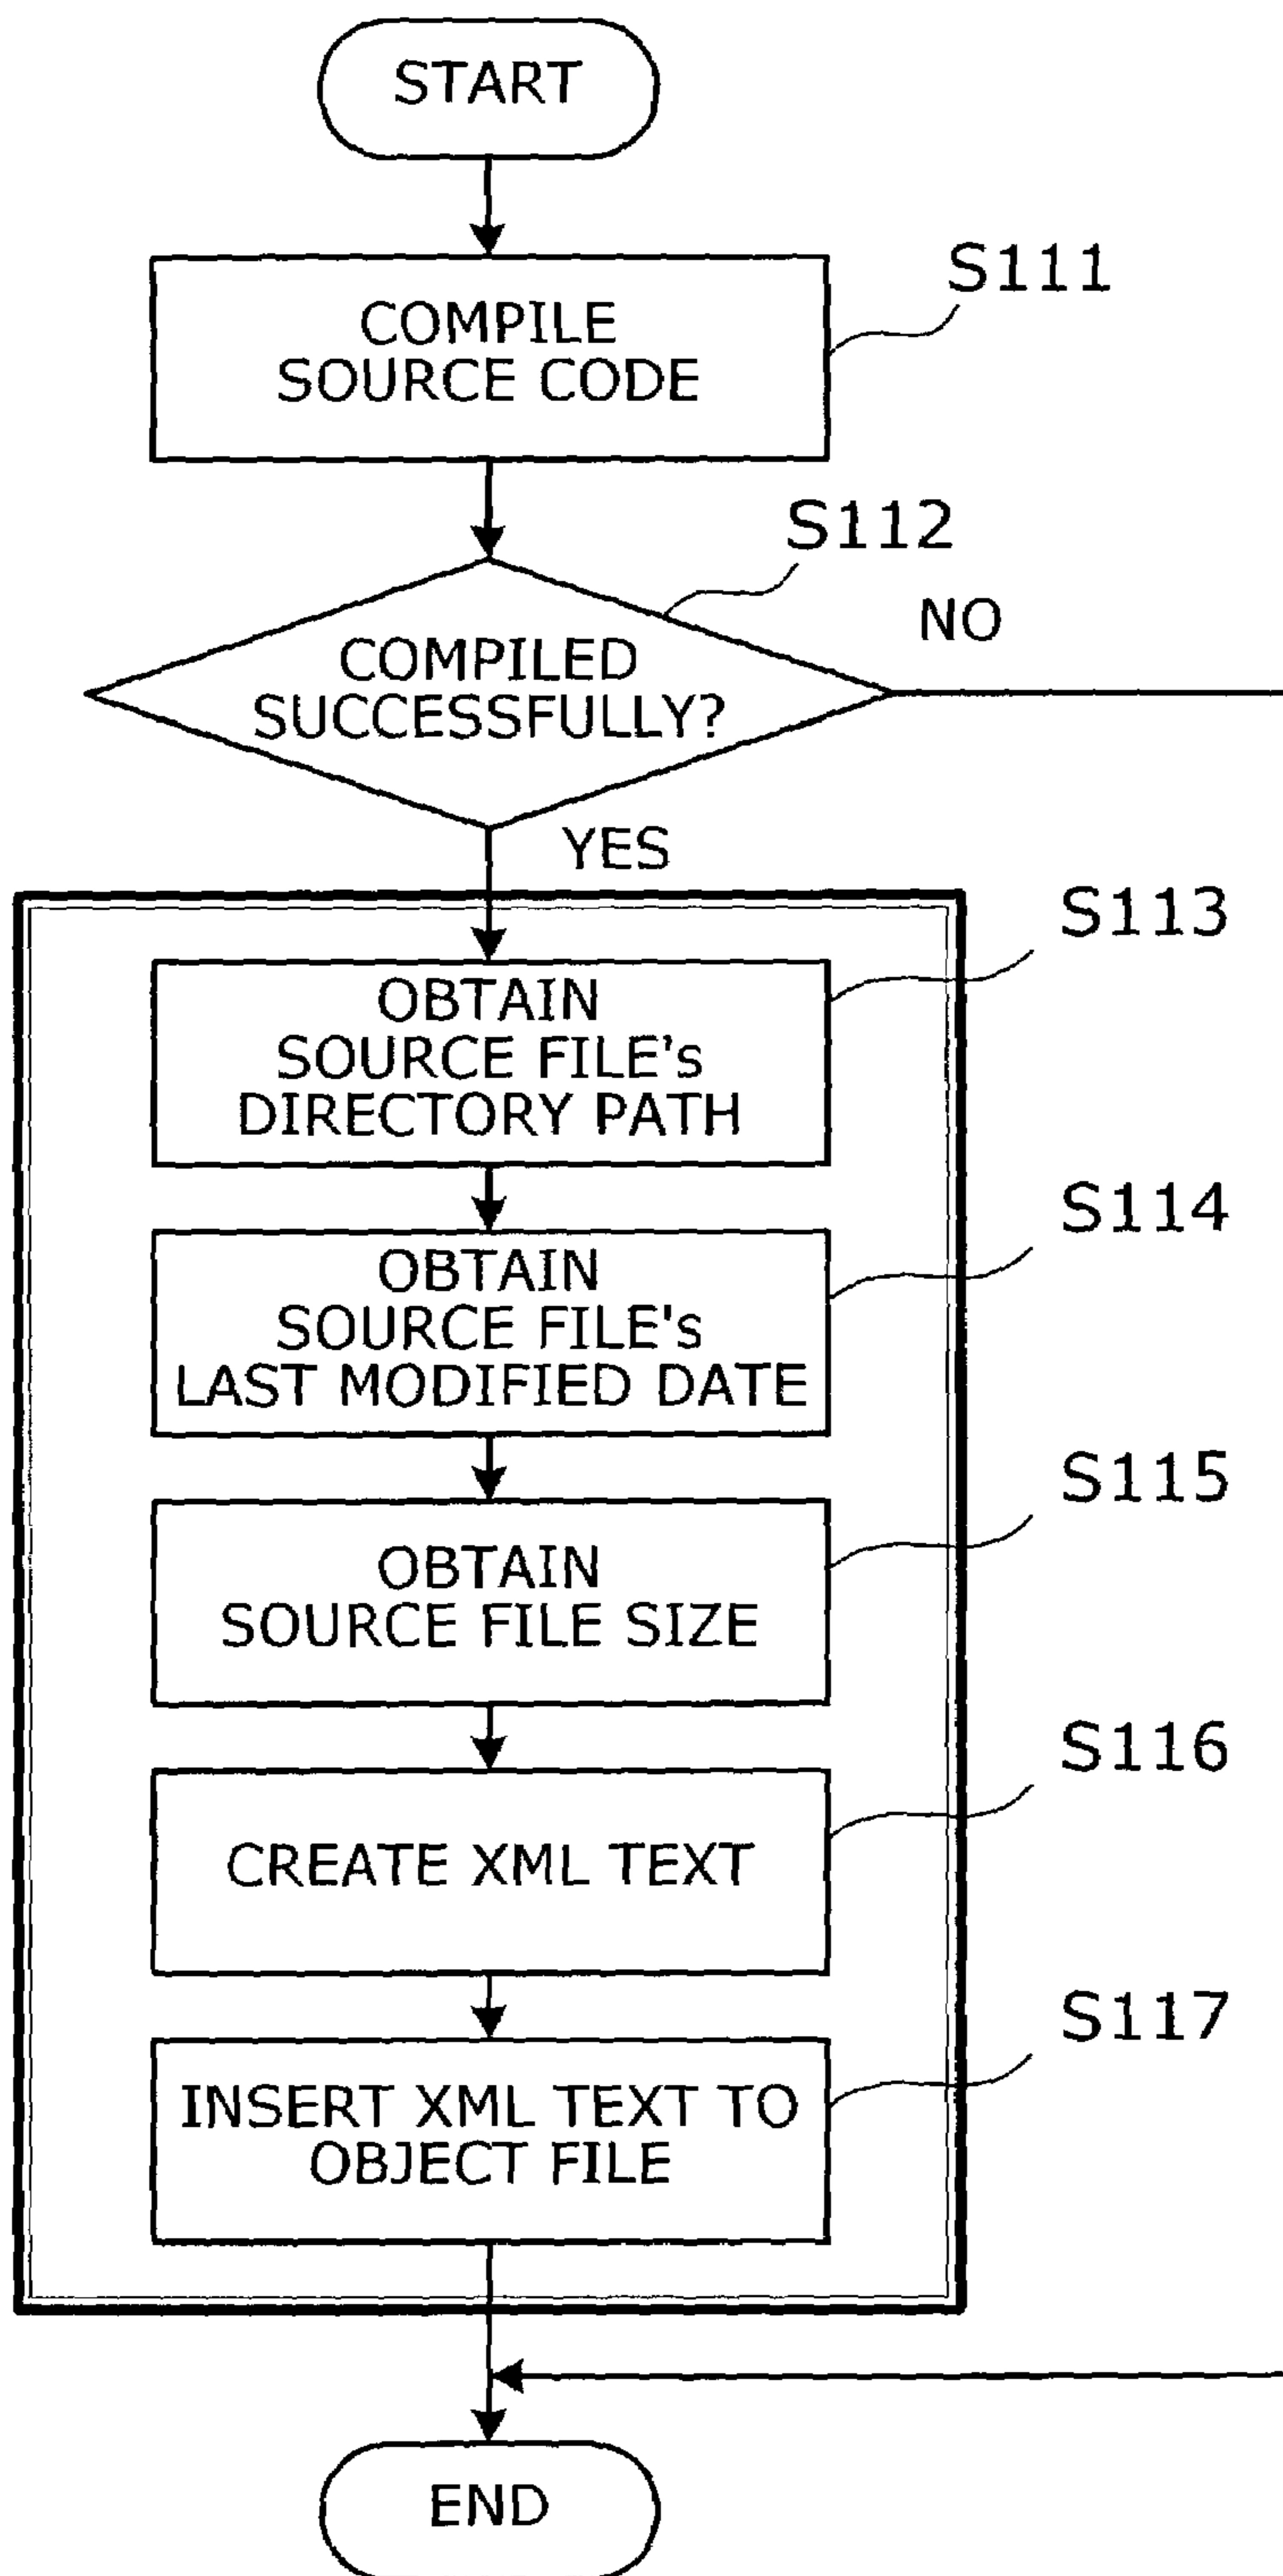 START
S111
COMPILE
SOURCE CODE
S112
NO
COMPILED
SUCCESSFULLY?
YES
S113
OBTAIN
SOURCE FILE's
DIRECTORY PATH
S114
OBTAIN
SOURCE FILE's
LAST MODIFIED DATE
S115
OBTAIN
SOURCE FILE SIZE
S116
CREATE XML TEXT
S117
INSERT XML TEXT TO
OBJECT FILE
END